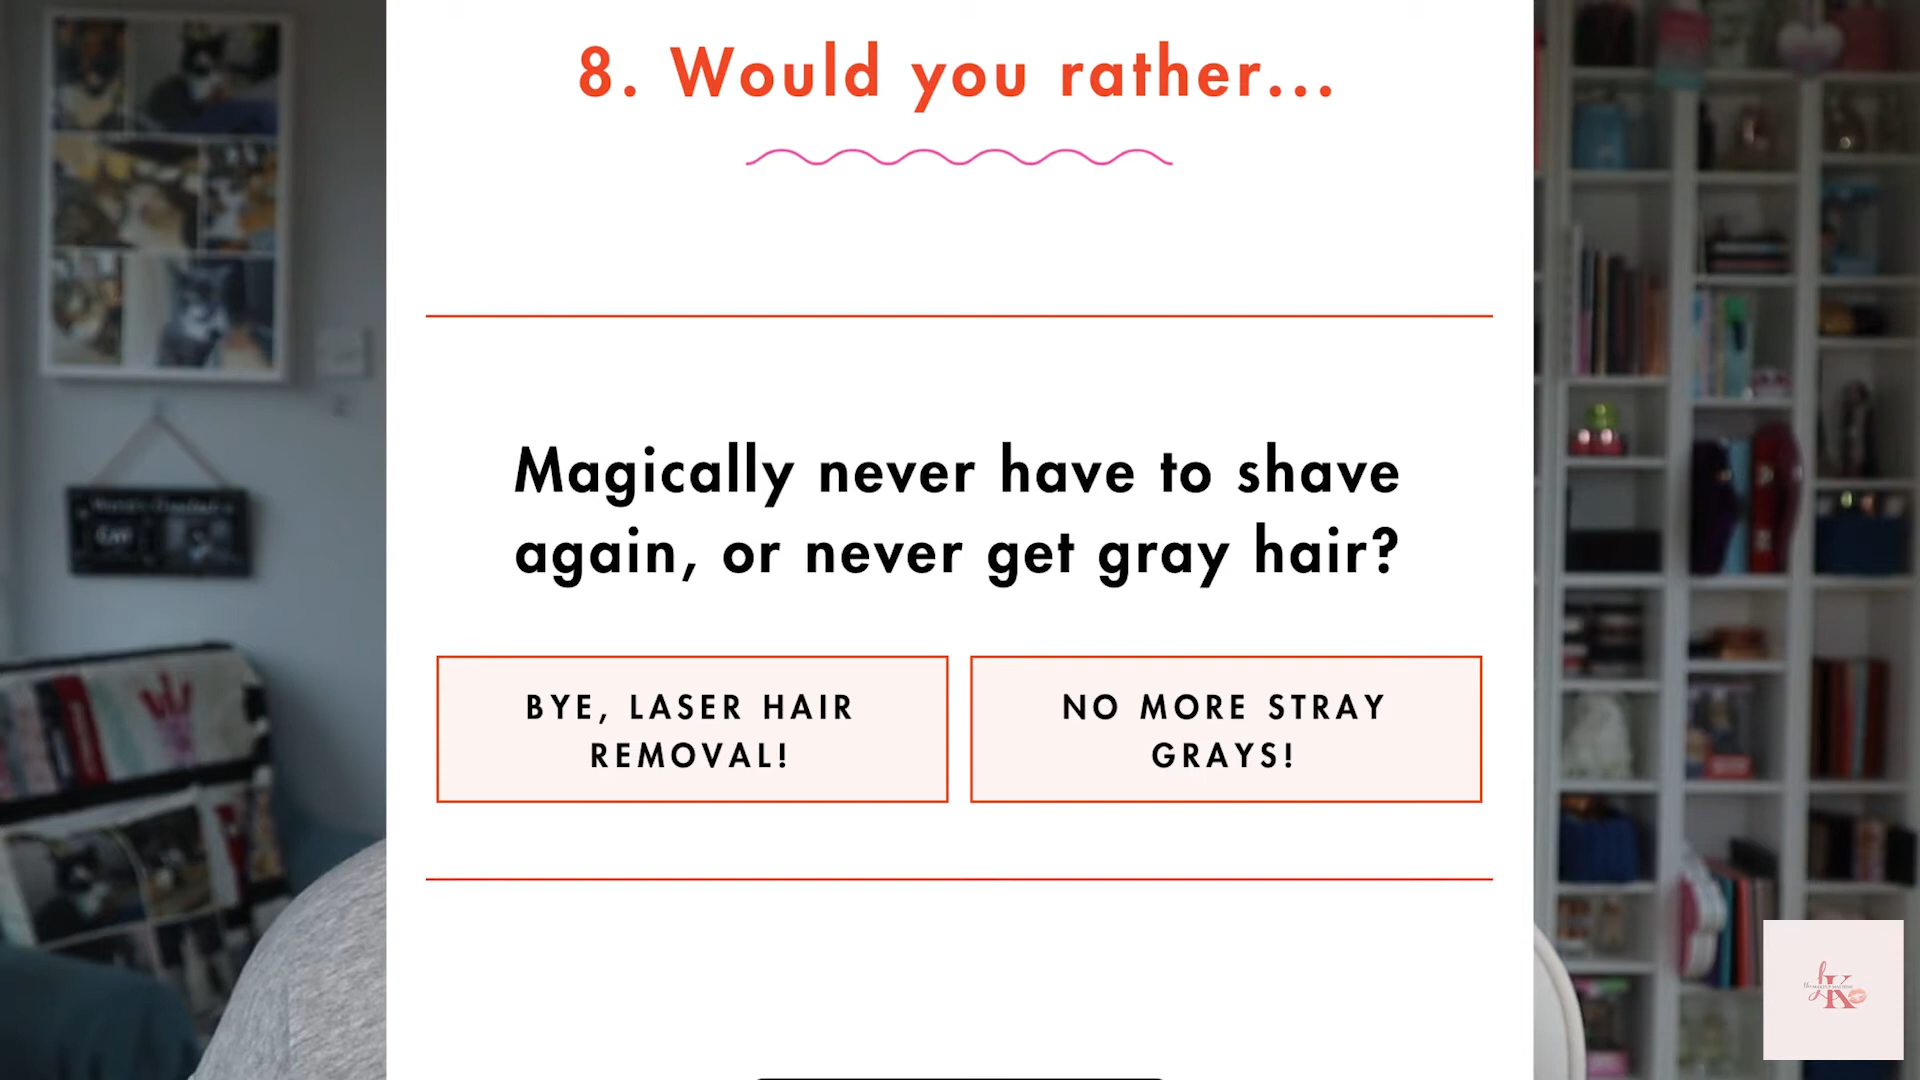 8. Would you rather...
Magically never have to shave
again, or never get gray hair?
BYE, LASER HAIR
REMOVAL!
NO MORE STRAY
GRAYS!
CAT
K